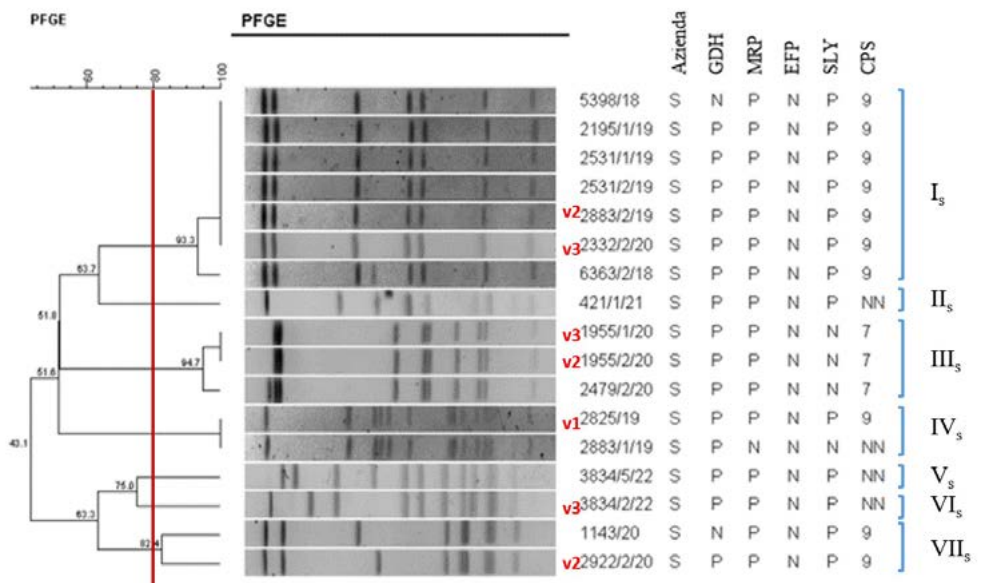 PFGE
PFGE
Azienda GDH MRP EFP SLY CPS
60 80 100
5398/18 S N P N P 9
2195/1/19 S P P N P 9
2531/1/19 S P P N P 9
2531/2/19 S P P N P 9
v2 2883/2/19 S P P N P 9
v3 2332/2/20 S P P N P 9
6363/2/18 S P P N P 9
Is
421/1/21 S P P N P NN
IIs
v3 1955/1/20 S P P N N 7
v2 1955/2/20 S P P N N 7
2479/2/20 S P P N N 7
IIIs
v1 2825/19 S P P N P 9
2883/1/19 S P N N N NN
IVs
3834/5/22 S P P N P NN
Vs
v3 3834/2/22 S P P N P NN
VIs
1143/20 S N P N P 9
v2 2922/2/20 S P P N P 9
VIIs
93.3
63.7
51.8
94.7
51.6
43.1
75.0
63.3
82.4